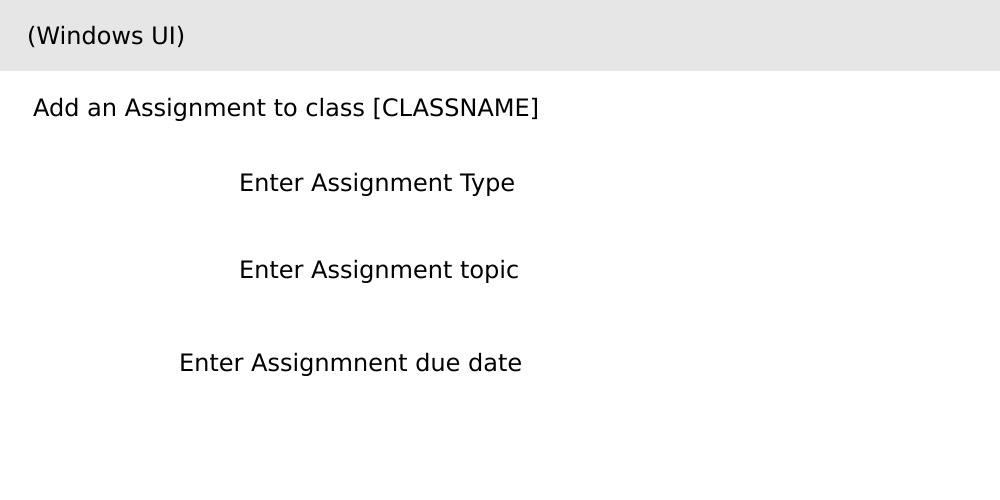 (Windows UI)
Add an Assignment to class [CLASSNAME]
Enter Assignment Type
Enter Assignment topic
Enter Assignmnent due date